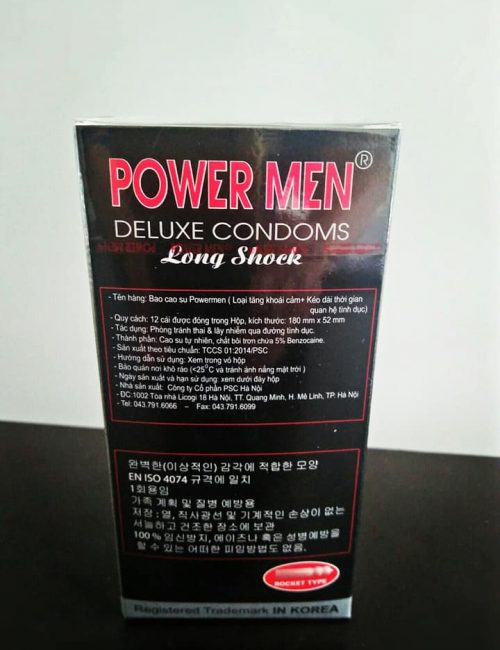 POWER MEN®
DELUXE CONDOMS
Long Shock
- Tên hàng: Bao cao su Powermen ( Loại tăng khoái cảm+ Kéo dài thời gian
quan hệ tình dục)
- Quy cách: 12 cái được đóng trong Hộp, kích thước: 180 mm x 52 mm
- Tác dụng: Phòng tránh thai & lây nhiễm qua đường tình dục.
- Thành phần: Cao su tự nhiên, chất bôi trơn chứa 5% Benzocaine.
- Sản xuất theo tiêu chuẩn: TCCS 01:2014/PSC
- Hướng dẫn sử dụng: Xem trong vỏ hộp
- Bảo quản nơi khô ráo (<25°C và tránh ánh nắng mặt trời )
- Ngày sản xuất và hạn sử dụng: xem dưới đáy hộp
- Nhà sản xuất: Công ty Cổ phần PSC Hà Nội
- ĐC:1002 Tòa nhà Licogi 18 Hà Nội, TT. Quang Minh, H. Mê Linh, TP. Hà Nội
- Tel: 043.791.6066 – Fax: 043.791.6099
완벽한(이상적인) 감각에 적합한 모양
EN ISO 4074 규격에 일치
1회용임
가족 계획 및 질병 예방용
저장 : 열, 직사광선 및 기계적인 손상이 없는
서늘하고 건조한 장소에 보관
100% 임신방지, 에이즈나 혹은 성병예방을
할 수 있는 어떠한 피임방법도 없음.
ROCKET TYPE
Registered Trademark IN KOREA